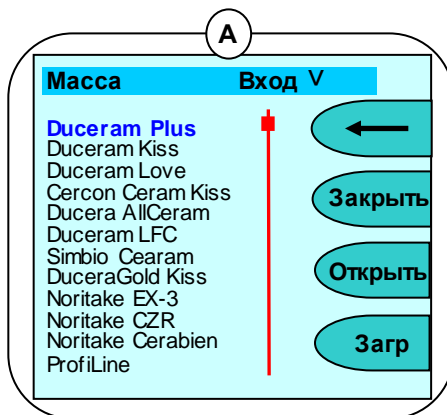 A
Масса Вход V
Duceram Plus
Duceram Kiss
Duceram Love
Cercon Ceram Kiss
Ducera AllCeram
Duceram LFC
Simbio Cearam
DuceraGold Kiss
Noritake EX-3
Noritake CZR
Noritake Cerabien
ProfiLine
Закрыть
Открыть
Загр